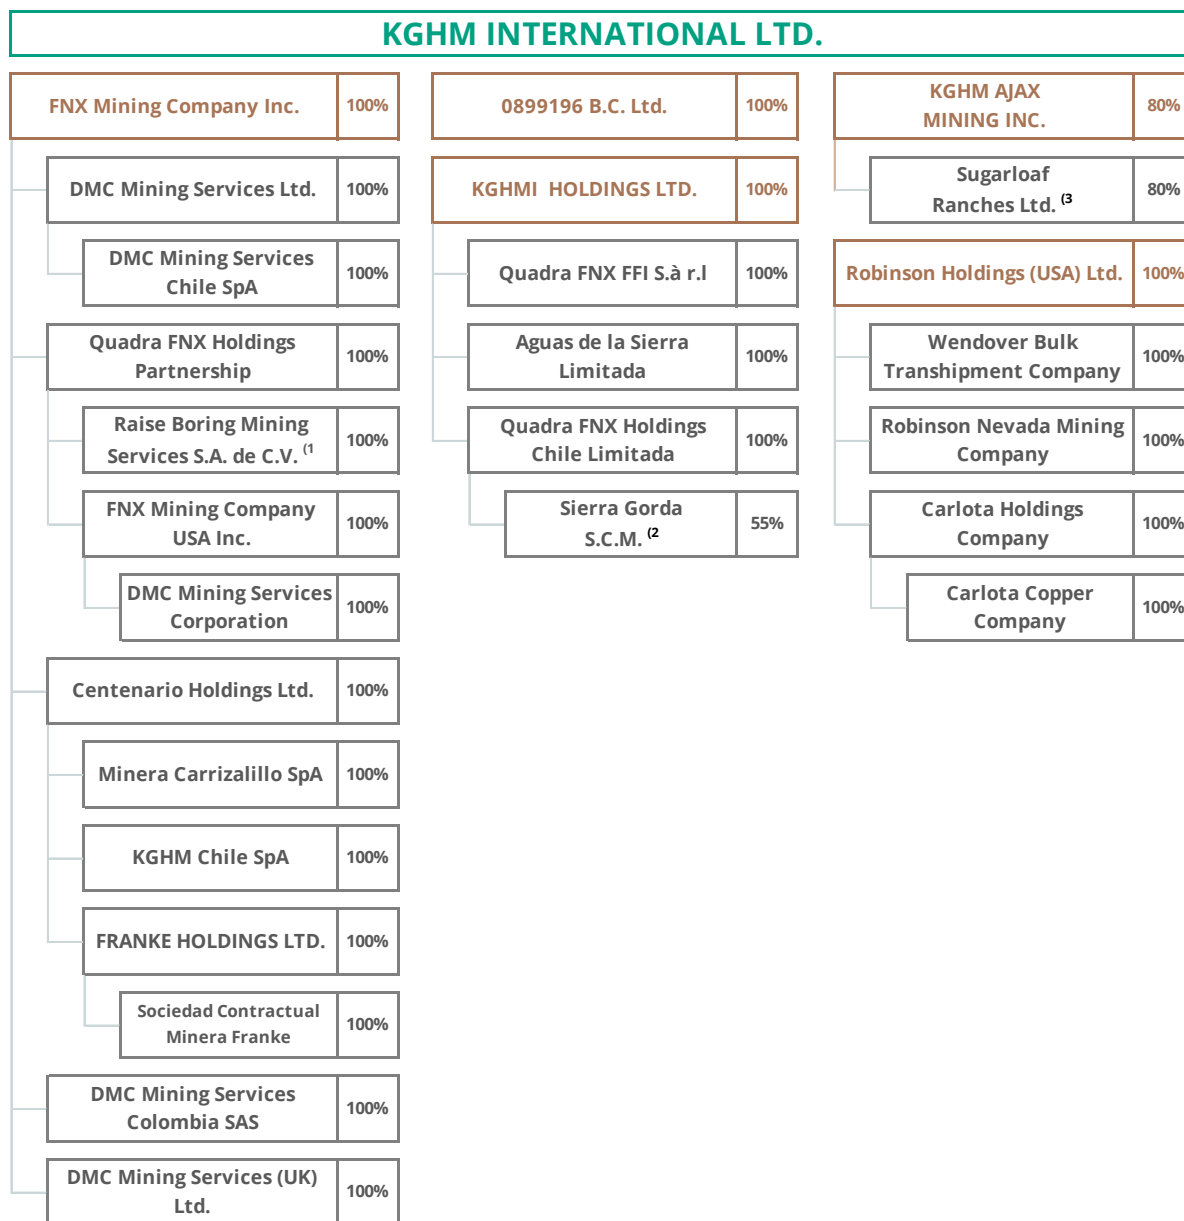 KGHM INTERNATIONAL LTD.
FNX Mining Company Inc. 100%
DMC Mining Services Ltd. 100%
DMC Mining Services
Chile SpA 100%
Quadra FNX Holdings
Partnership 100%
Raise Boring Mining
Services S.A. de C.V. (1 100%
FNX Mining Company
USA Inc. 100%
DMC Mining Services
Corporation 100%
Centenario Holdings Ltd. 100%
Minera Carrizalillo SpA 100%
KGHM Chile SpA 100%
FRANKE HOLDINGS LTD. 100%
Sociedad Contractual
Minera Franke 100%
DMC Mining Services
Colombia SAS 100%
DMC Mining Services (UK)
Ltd. 100%
0899196 B.C. Ltd. 100%
KGHMI HOLDINGS LTD. 100%
Quadra FNX FFI S.à r.l 100%
Aguas de la Sierra
Limitada 100%
Quadra FNX Holdings
Chile Limitada 100%
Sierra Gorda
S.C.M. (2 55%
KGHM AJAX
MINING INC. 80%
Sugarloaf
Ranches Ltd. (3 80%
Robinson Holdings (USA) Ltd. 100%
Wendover Bulk
Transhipment Company 100%
Robinson Nevada Mining
Company 100%
Carlota Holdings
Company 100%
Carlota Copper
Company 100%